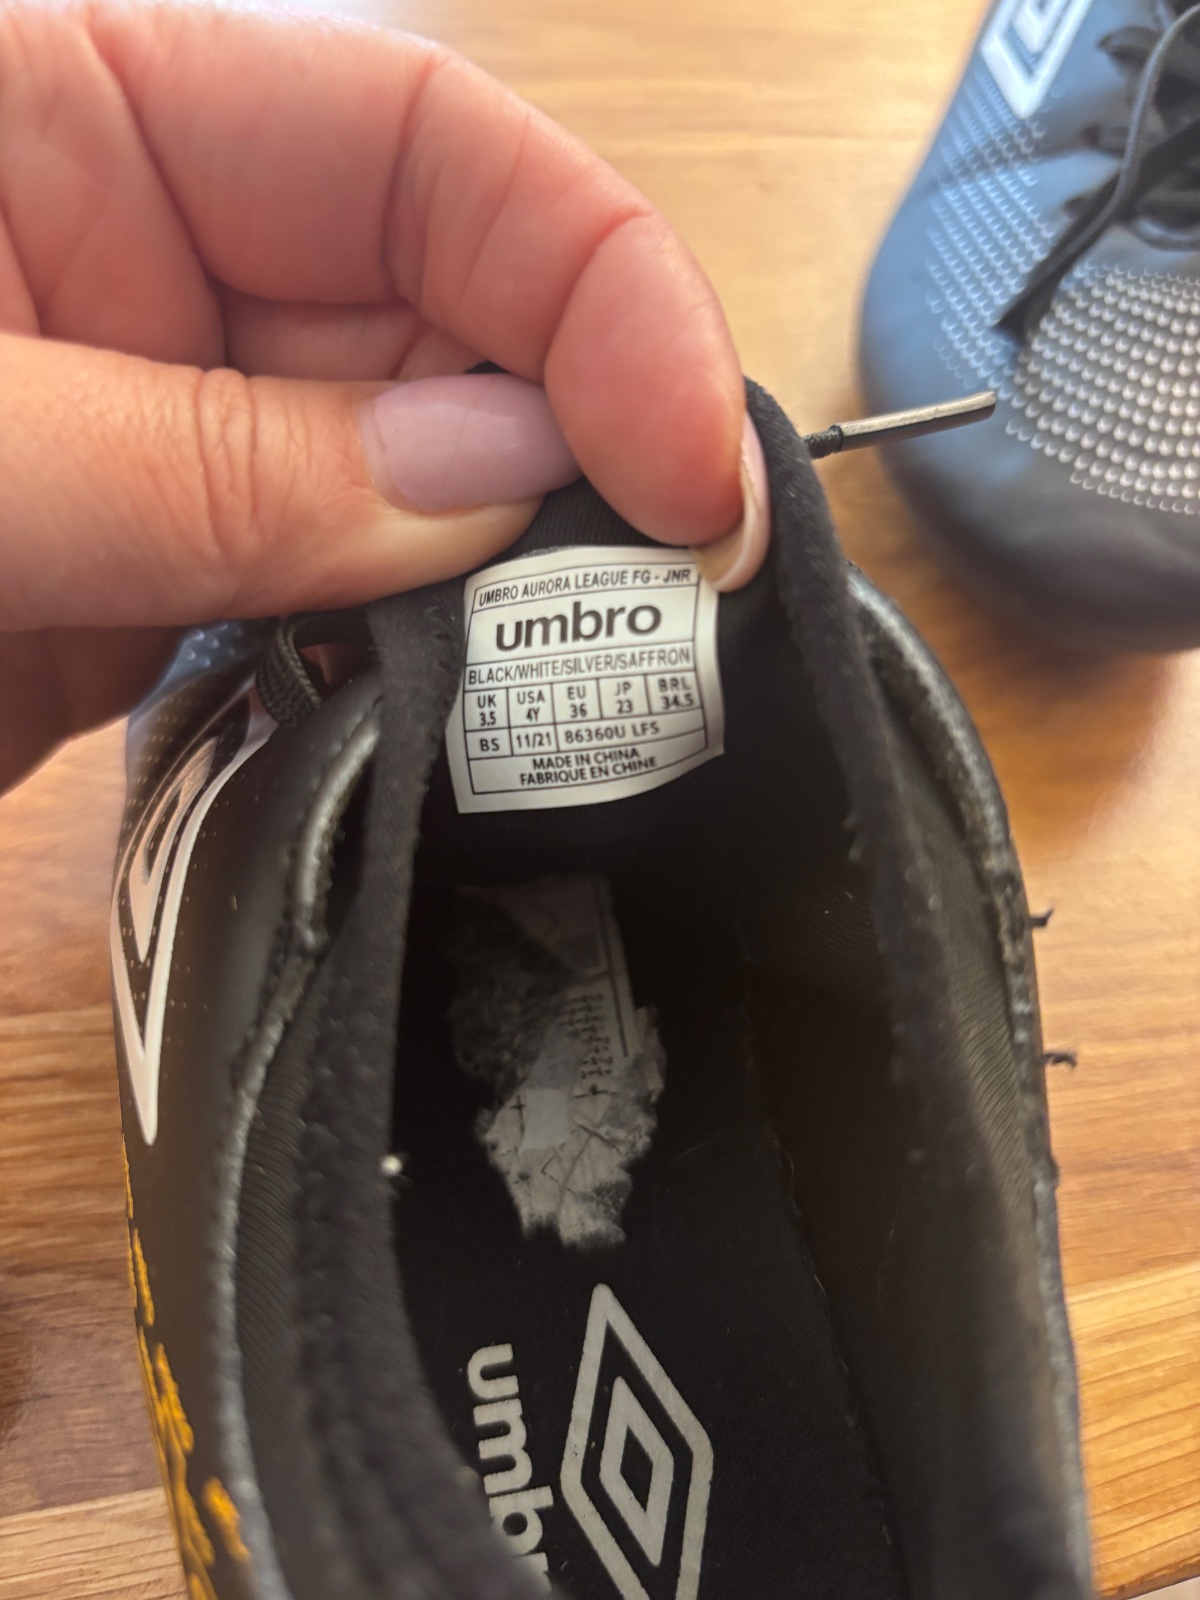 UMBRO AURORA LEAGUE FG - JNR
umbro
BLACK/WHITE/SILVER/SAFFRON
UK USA EU JP BRL
3.5 4Y 36 23 34.5
BS 11/21 86360U LFS
MADE IN CHINA
FABRIQUE EN CHINE
umbr